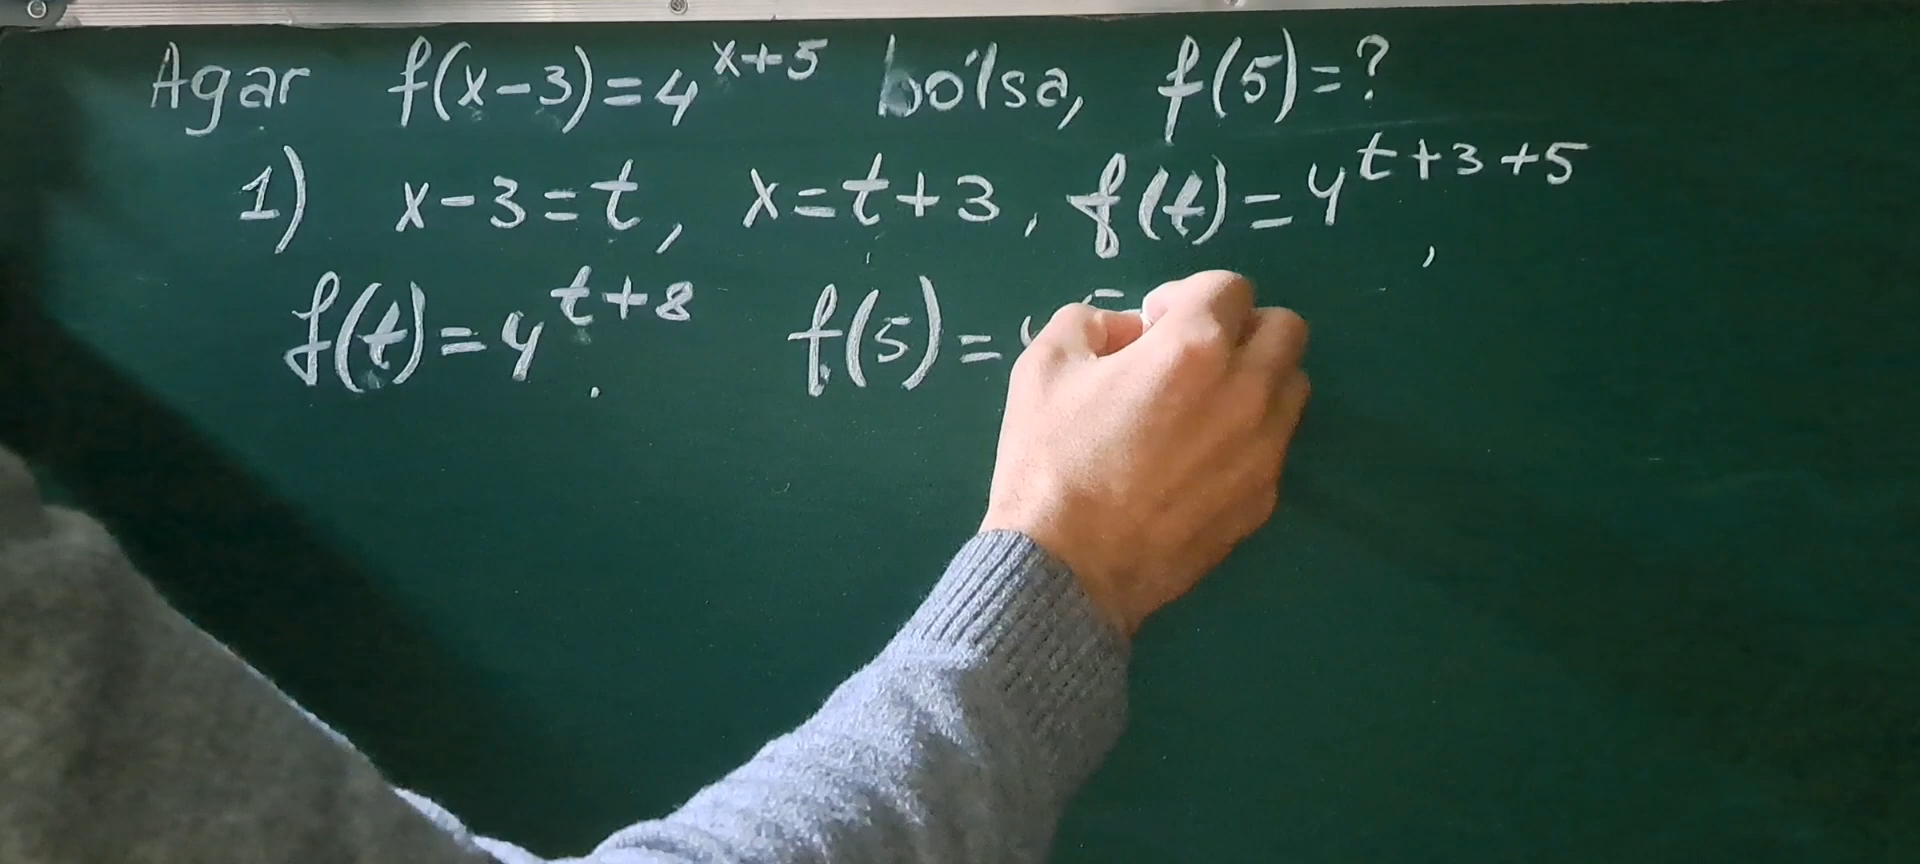 Agar f(x-3)=4^x+5 bo'lsa, f(5)=?
1) x-3=t, x=t+3, f(t)=4^t+3+5,
f(t)=4^t+8. f(5)=